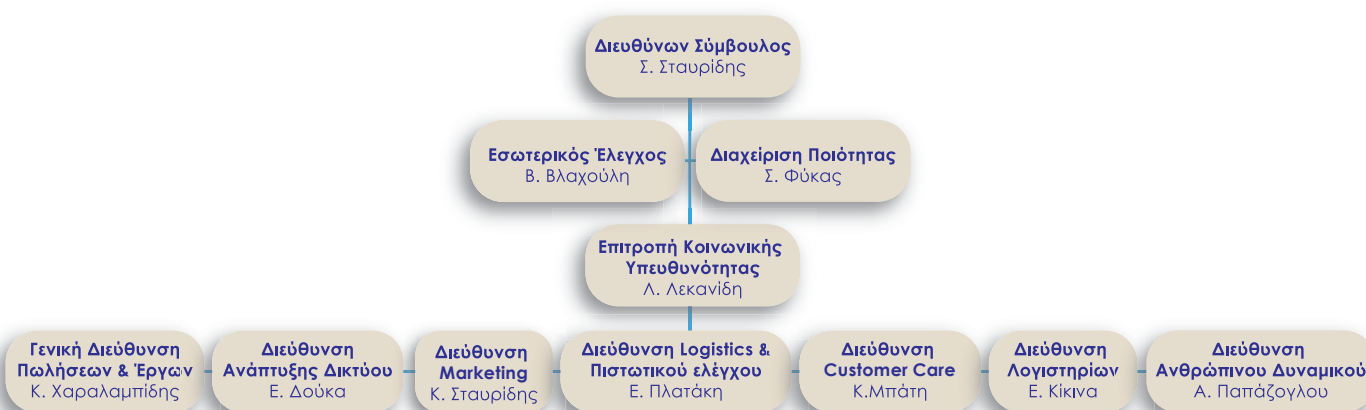 Διευθύνων Σύμβουλος
Σ. Σταυρίδης
Εσωτερικός Έλεγχος
Β. Βλαχούλη
Διαχείριση Ποιότητας
Σ. Φύκας
Επιτροπή Κοινωνικής
Υπευθυνότητας
Λ. Λεκανίδη
Γενική Διεύθυνση
Πωλήσεων & Έργων
Κ. Χαραλαμπίδης
Διεύθυνση
Ανάπτυξης Δικτύου
Ε. Δούκα
Διεύθυνση
Marketing
Κ. Σταυρίδης
Διεύθυνση Logistics &
Πιστωτικού ελέγχου
Ε. Πλατάκη
Διεύθυνση
Customer Care
Κ.Μπάτη
Διεύθυνση
Λογιστηρίων
Ε. Κίκινα
Διεύθυνση
Ανθρώπινου Δυναμικού
Α. Παπάζογλου